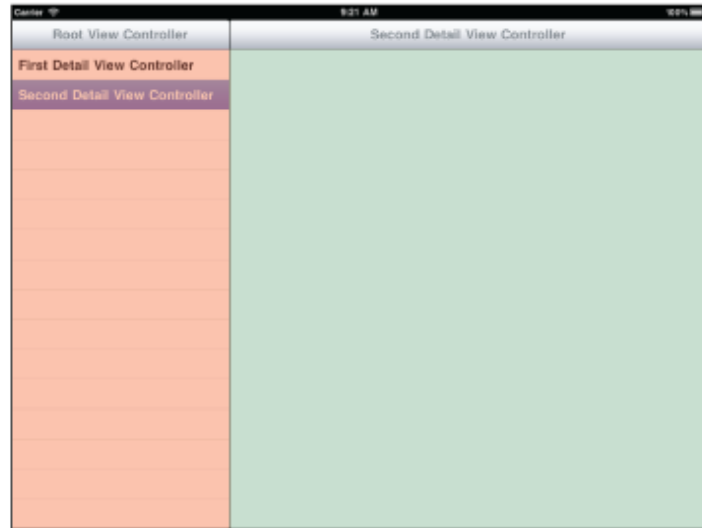 Carrier 9:21 AM 100%
Root View Controller Second Detail View Controller
First Detail View Controller
Second Detail View Controller